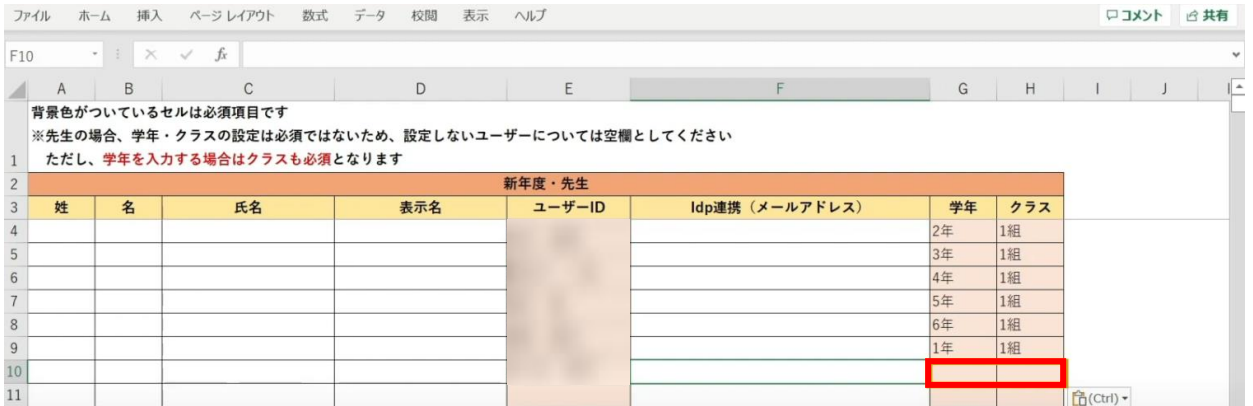 ファイル ホーム 挿入 ページ レイアウト 数式 データ 校閲 表示 ヘルプ コメント 共有
F10 fx
A B C D E F G H I J
背景色がついているセルは必須項目です
※先生の場合、学年・クラスの設定は必須ではないため、設定しないユーザーについては空欄としてください
1 ただし、学年を入力する場合はクラスも必須となります
2 新年度・先生
3 姓 名 氏名 表示名 ユーザーID Idp連携（メールアドレス） 学年 クラス
4 2年 1組
5 3年 1組
6 4年 1組
7 5年 1組
8 6年 1組
9 1年 1組
10
11 (Ctrl)